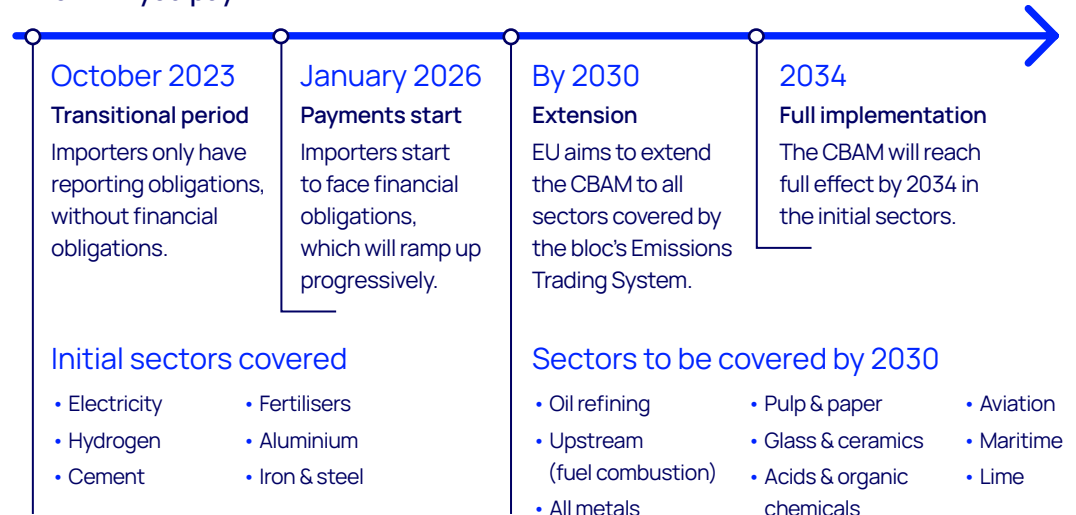 October 2023
Transitional period
Importers only have
reporting obligations,
without financial
obligations.
January 2026
Payments start
Importers start
to face financial
obligations,
which will ramp up
progressively.
By 2030
Extension
EU aims to extend
the CBAM to all
sectors covered by
the bloc's Emissions
Trading System.
2034
Full implementation
The CBAM will reach
full effect by 2034 in
the initial sectors.
Initial sectors covered
• Electricity
• Hydrogen
• Cement
• Fertilisers
• Aluminium
• Iron & steel
Sectors to be covered by 2030
• Oil refining
• Upstream
(fuel combustion)
• All metals
• Pulp & paper
• Glass & ceramics
• Acids & organic
chemicals
• Aviation
• Maritime
• Lime